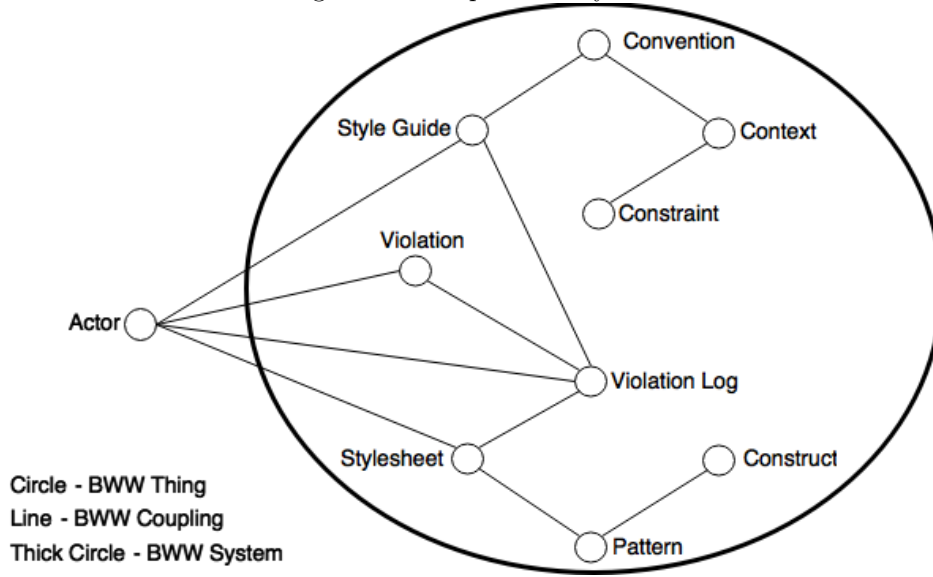 Convention
Style Guide
Context
Constraint
Violation
Actor
Violation Log
Stylesheet
Construct
Circle - BWW Thing
Line - BWW Coupling
Thick Circle - BWW System
Pattern